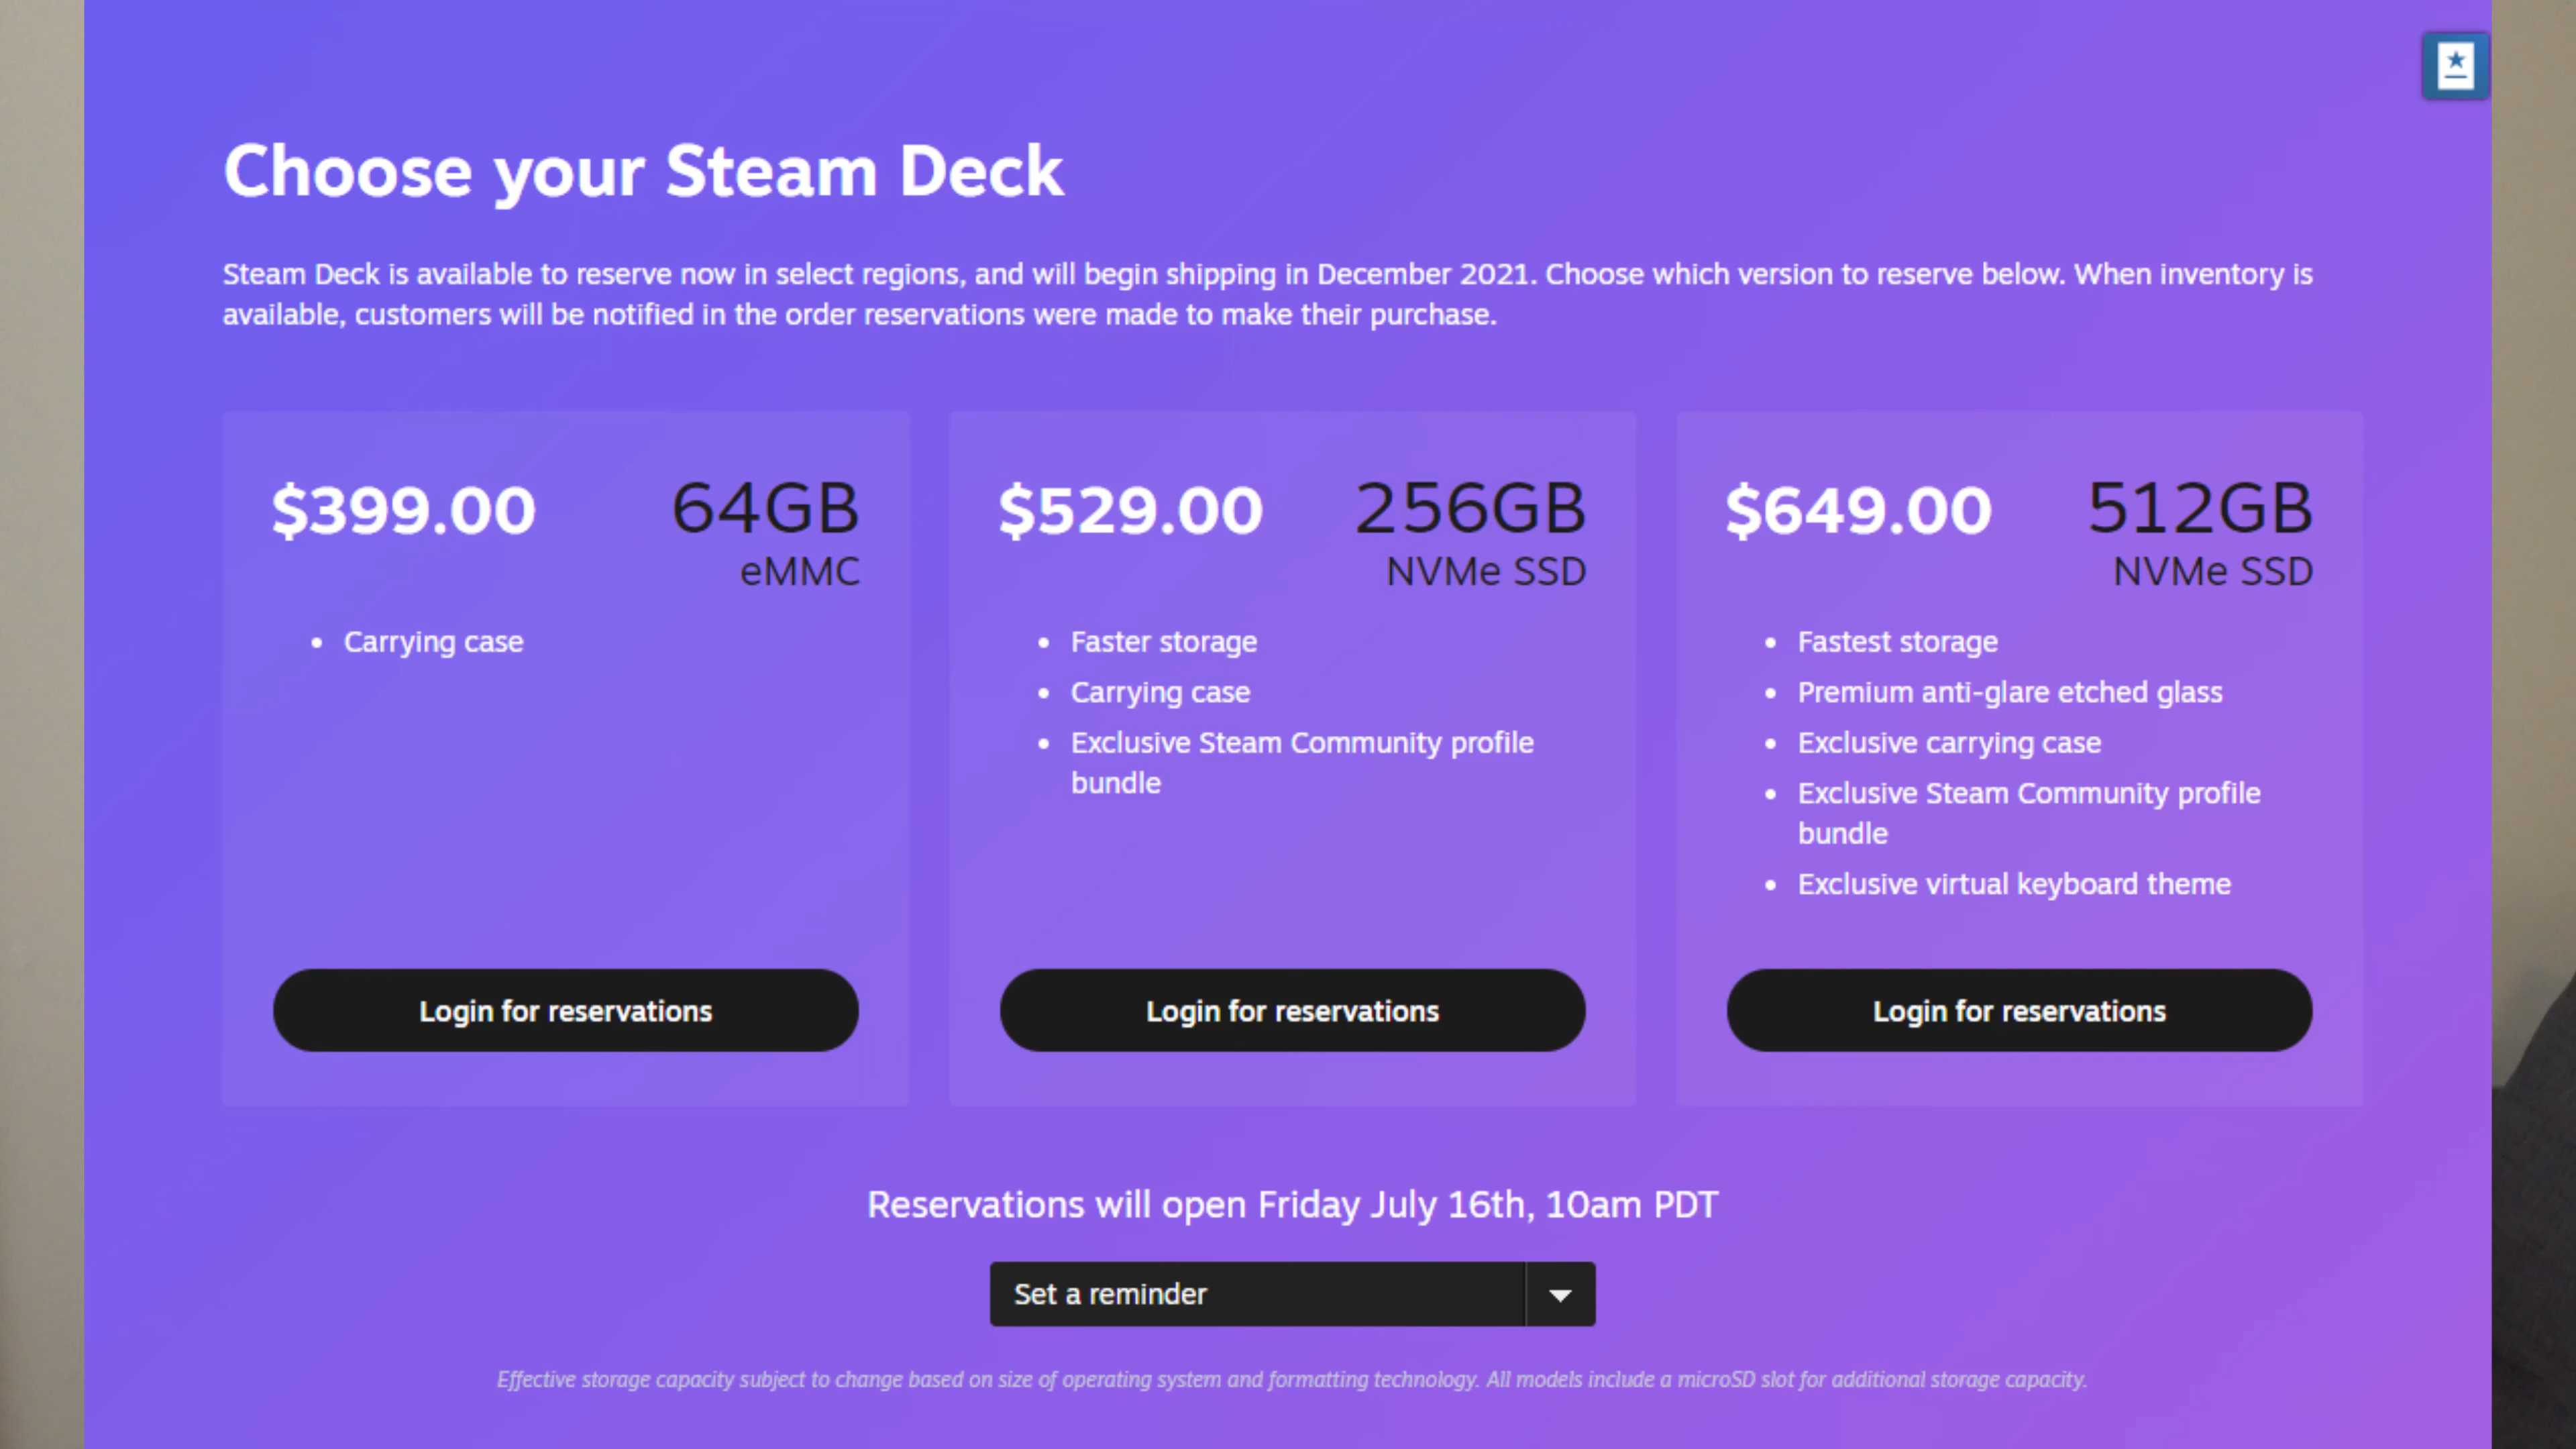 Choose your Steam Deck
Steam Deck is available to reserve now in select regions, and will begin shipping in December 2021. Choose which version to reserve below. When inventory is
available, customers will be notified in the order reservations were made to make their purchase.
$399.00
64GB
eMMC
• Carrying case
Login for reservations
$529.00
256GB
NVMe SSD
• Faster storage
• Carrying case
• Exclusive Steam Community profile
bundle
Login for reservations
$649.00
512GB
NVMe SSD
• Fastest storage
• Premium anti-glare etched glass
• Exclusive carrying case
• Exclusive Steam Community profile
bundle
• Exclusive virtual keyboard theme
Login for reservations
Reservations will open Friday July 16th, 10am PDT
Set a reminder
Effective storage capacity subject to change based on size of operating system and formatting technology. All models include a microSD slot for additional storage capacity.